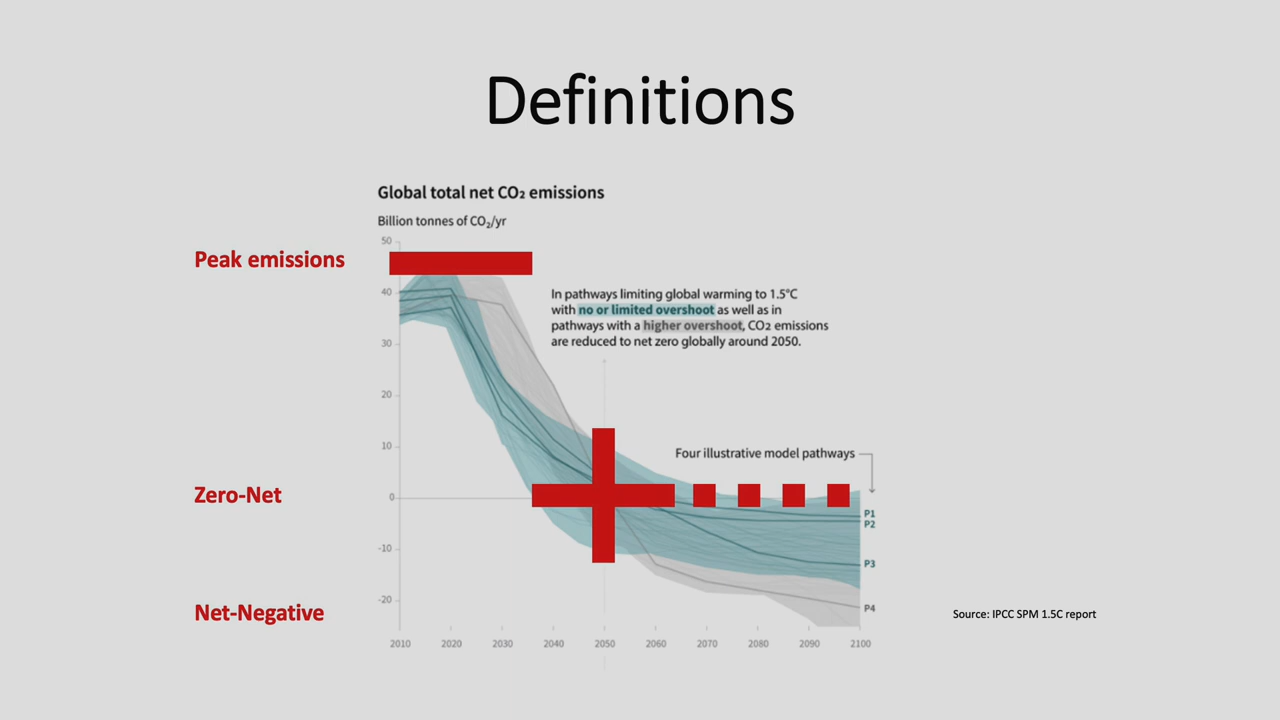 Definitions
Global total net CO₂ emissions
Billion tonnes of CO₂/yr
50
Peak emissions
40
In pathways limiting global warming to 1.5°C
with no or limited overshoot as well as in
pathways with a higher overshoot, CO2 emissions
are reduced to net zero globally around 2050.
30
20
10
Four illustrative model pathways
Zero-Net
0
P1
P2
-10
P3
-20
P4
Net-Negative
Source: IPCC SPM 1.5C report
2010 2020 2030 2040 2050 2060 2070 2080 2090 2100